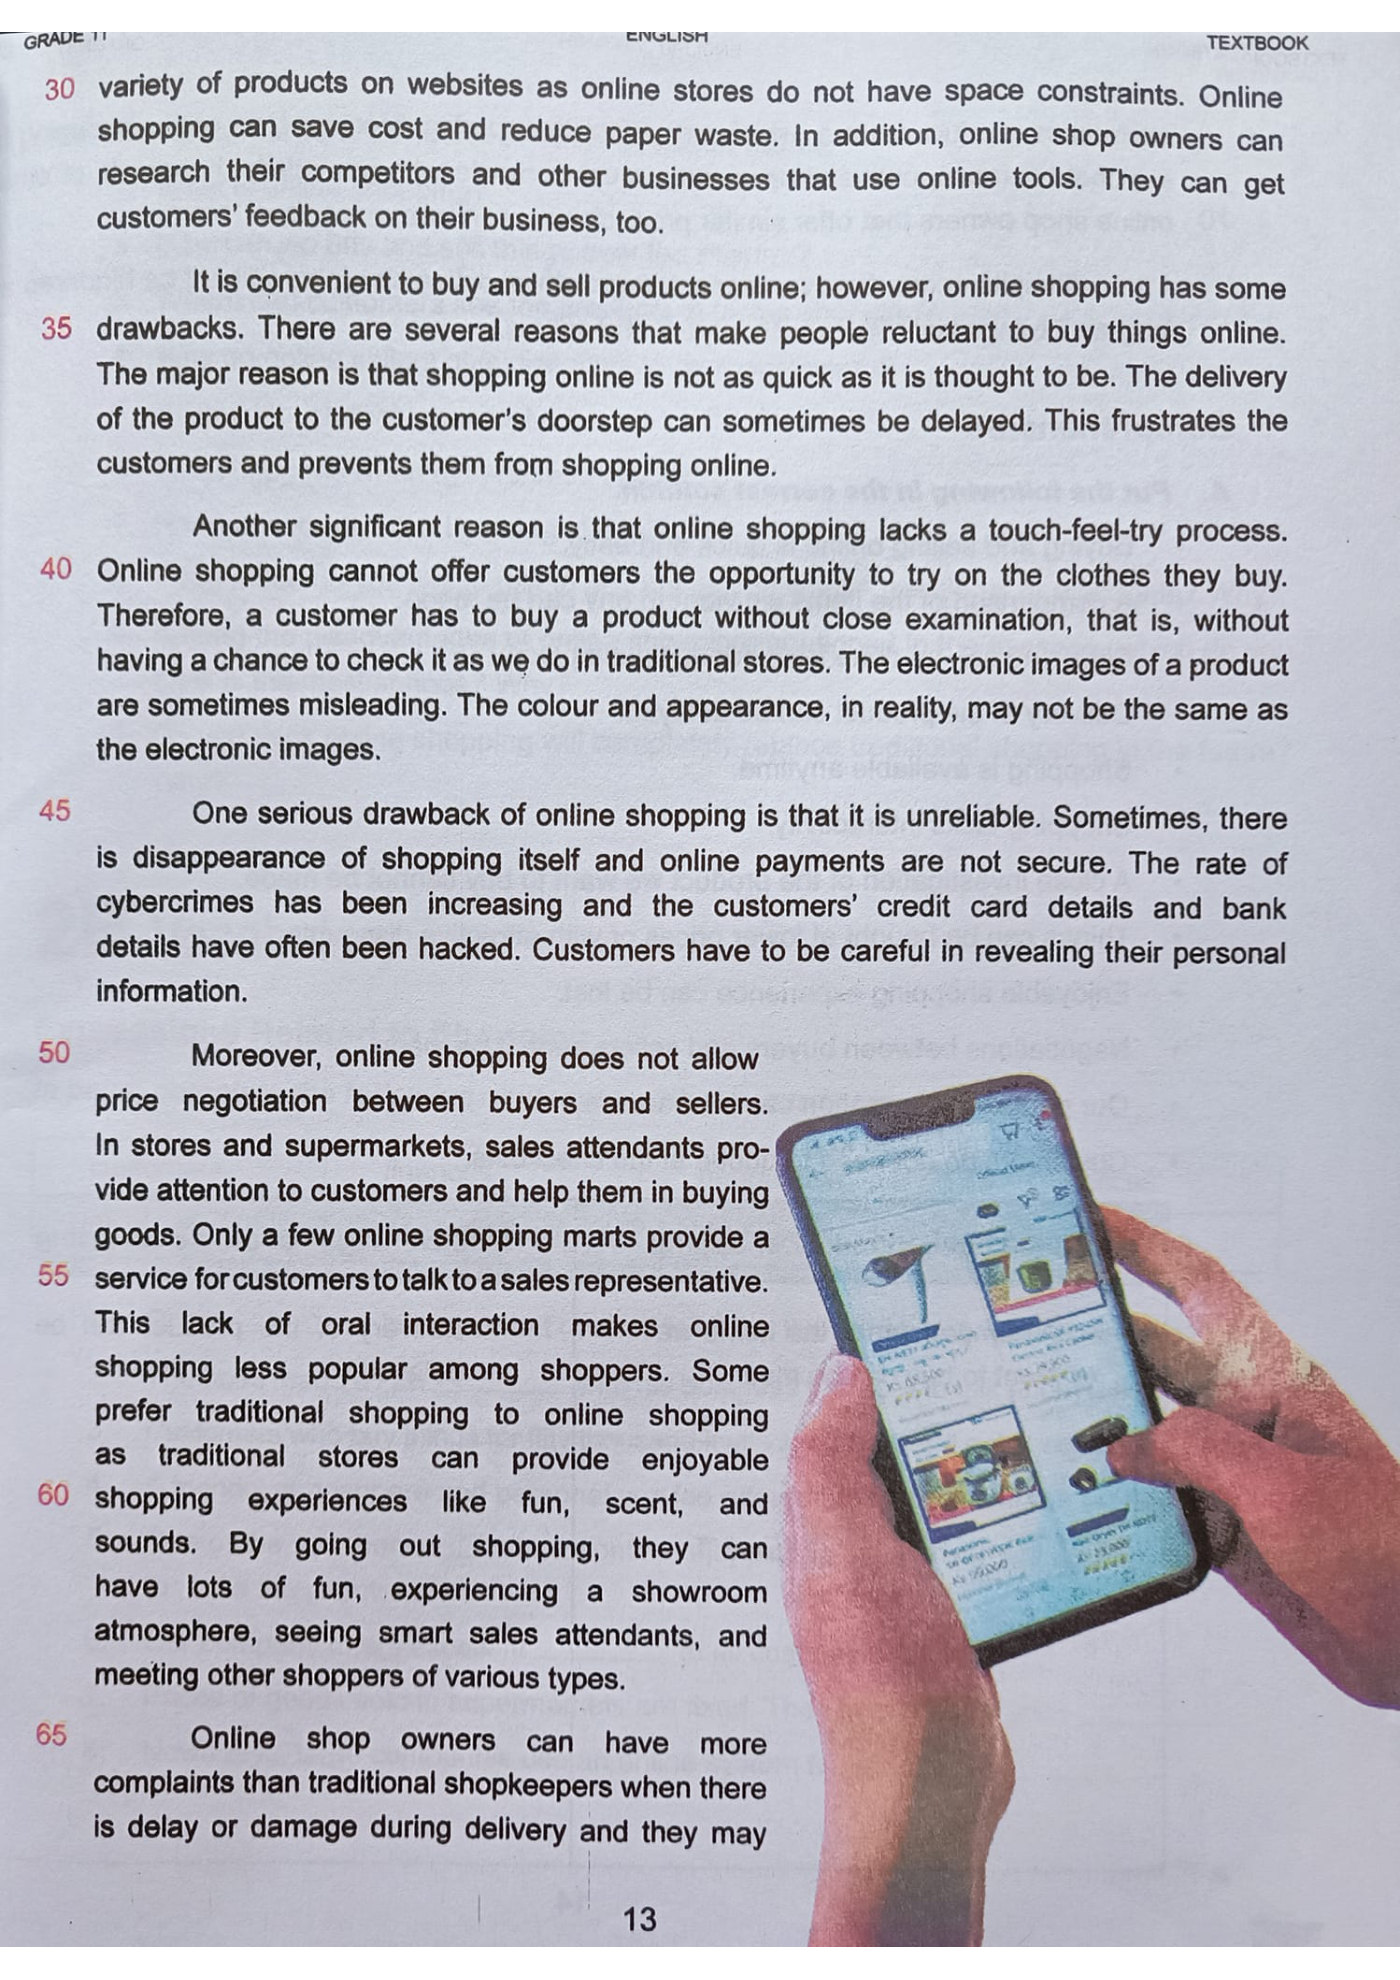 GRADE 11 ENGLISH TEXTBOOK
30 variety of products on websites as online stores do not have space constraints. Online
shopping can save cost and reduce paper waste. In addition, online shop owners can
research their competitors and other businesses that use online tools. They can get
customers' feedback on their business, too.
It is convenient to buy and sell products online; however, online shopping has some
35 drawbacks. There are several reasons that make people reluctant to buy things online.
The major reason is that shopping online is not as quick as it is thought to be. The delivery
of the product to the customer's doorstep can sometimes be delayed. This frustrates the
customers and prevents them from shopping online.
Another significant reason is that online shopping lacks a touch-feel-try process.
40 Online shopping cannot offer customers the opportunity to try on the clothes they buy.
Therefore, a customer has to buy a product without close examination, that is, without
having a chance to check it as we do in traditional stores. The electronic images of a product
are sometimes misleading. The colour and appearance, in reality, may not be the same as
the electronic images.
45 One serious drawback of online shopping is that it is unreliable. Sometimes, there
is disappearance of shopping itself and online payments are not secure. The rate of
cybercrimes has been increasing and the customers' credit card details and bank
details have often been hacked. Customers have to be careful in revealing their personal
information.
50 Moreover, online shopping does not allow
price negotiation between buyers and sellers.
In stores and supermarkets, sales attendants pro-
vide attention to customers and help them in buying
goods. Only a few online shopping marts provide a
55 service for customers to talk to a sales representative.
This lack of oral interaction makes online
shopping less popular among shoppers. Some
prefer traditional shopping to online shopping
as traditional stores can provide enjoyable
60 shopping experiences like fun, scent, and
sounds. By going out shopping, they can
have lots of fun, experiencing a showroom
atmosphere, seeing smart sales attendants, and
meeting other shoppers of various types.
65 Online shop owners can have more
complaints than traditional shopkeepers when there
is delay or damage during delivery and they may
13